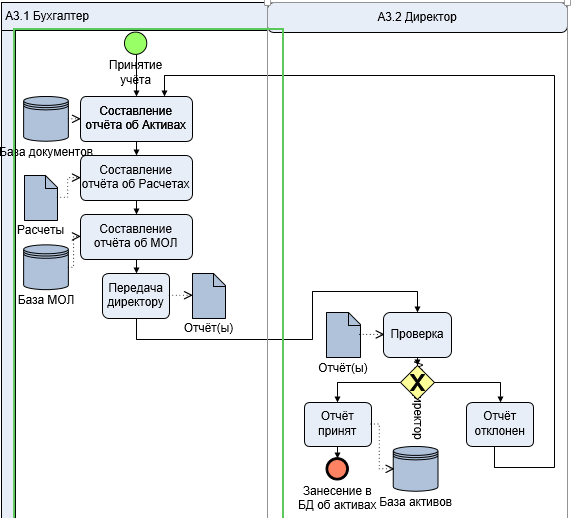 А3.1 Бухгалтер
А3.2 Директор
Принятие
учёта
Составление
отчёта об Активах
База документов
Составление
отчёта об Расчетах
Расчеты
Составление
отчёта об МОЛ
База МОЛ
Передача
директору
Отчёт(ы)
Проверка
Отчёт(ы)
X
иректор
Отчёт
принят
Отчёт
отклонен
Занесение в
БД об активах
База активов